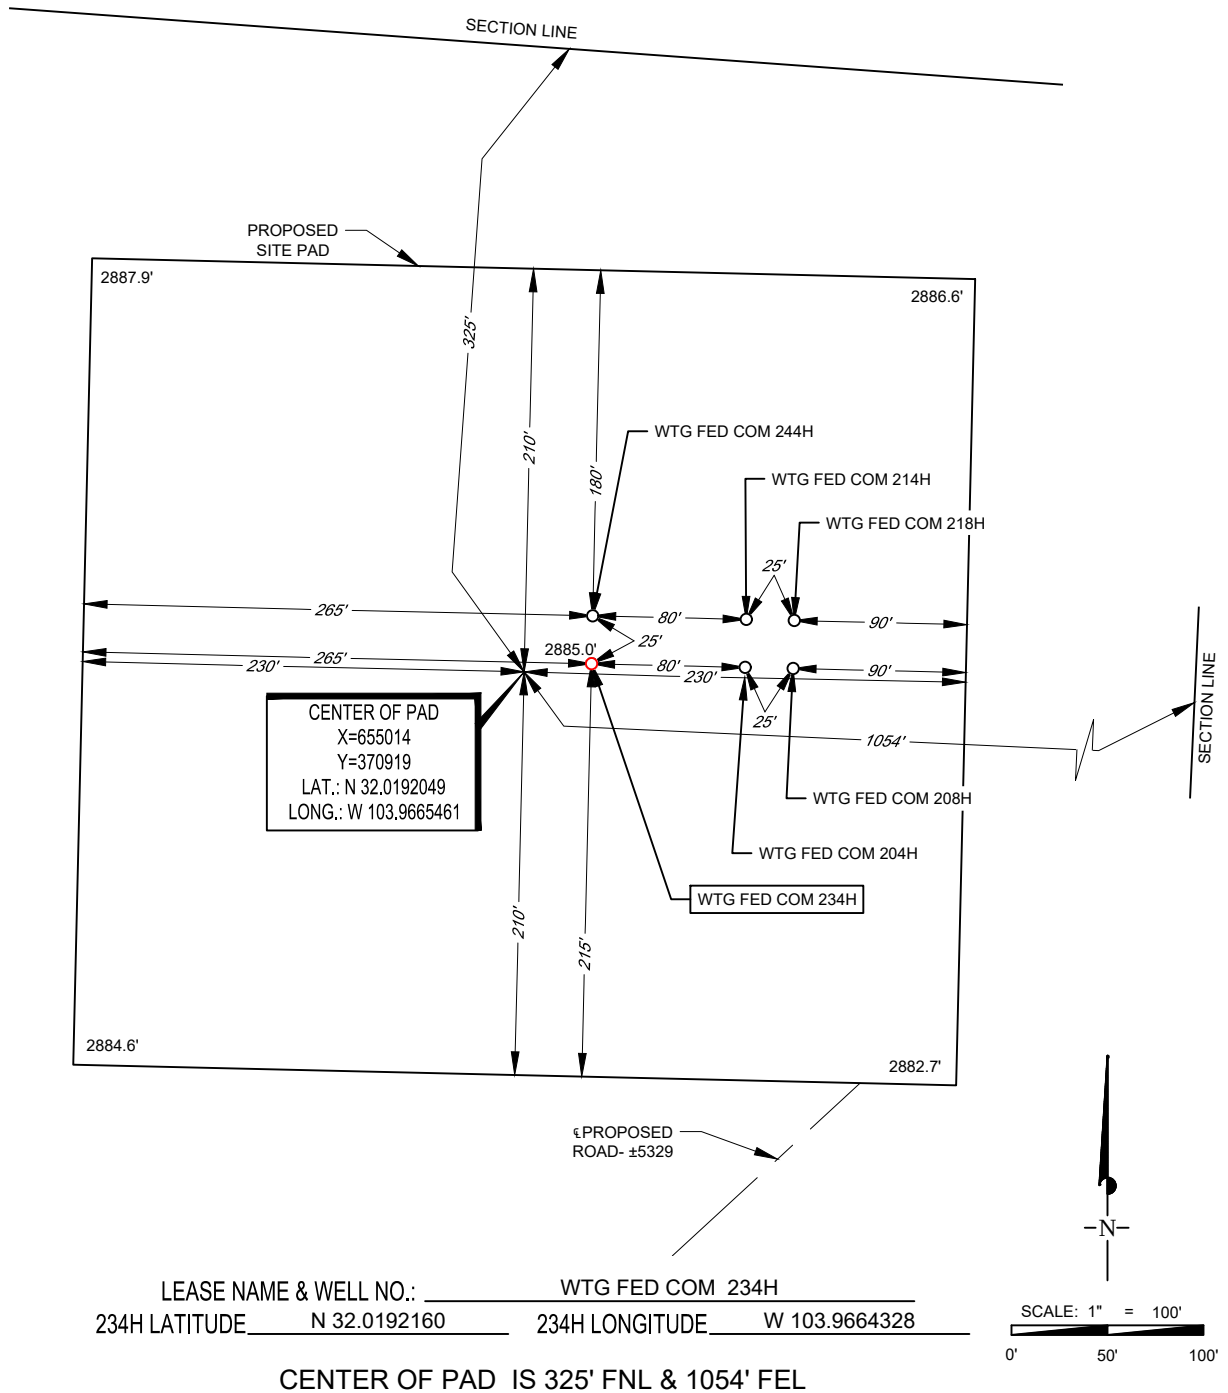 SECTION LINE
PROPOSED
SITE PAD
2887.9'
2886.6'
325'
210'
180'
WTG FED COM 244H
WTG FED COM 214H
WTG FED COM 218H
25'
265'
80'
90'
25'
2885.0'
265'
230'
80'
230'
90'
25'
CENTER OF PAD
X=655014
Y=370919
LAT.: N 32.0192049
LONG.: W 103.9665461
1054'
SECTION LINE
WTG FED COM 208H
WTG FED COM 204H
WTG FED COM 234H
210'
215'
2884.6'
2882.7'
℄PROPOSED
ROAD- ±5329
N
LEASE NAME & WELL NO.: WTG FED COM 234H
234H LATITUDE N 32.0192160 234H LONGITUDE W 103.9664328
SCALE: 1" = 100'
0' 50' 100'
CENTER OF PAD IS 325' FNL & 1054' FEL